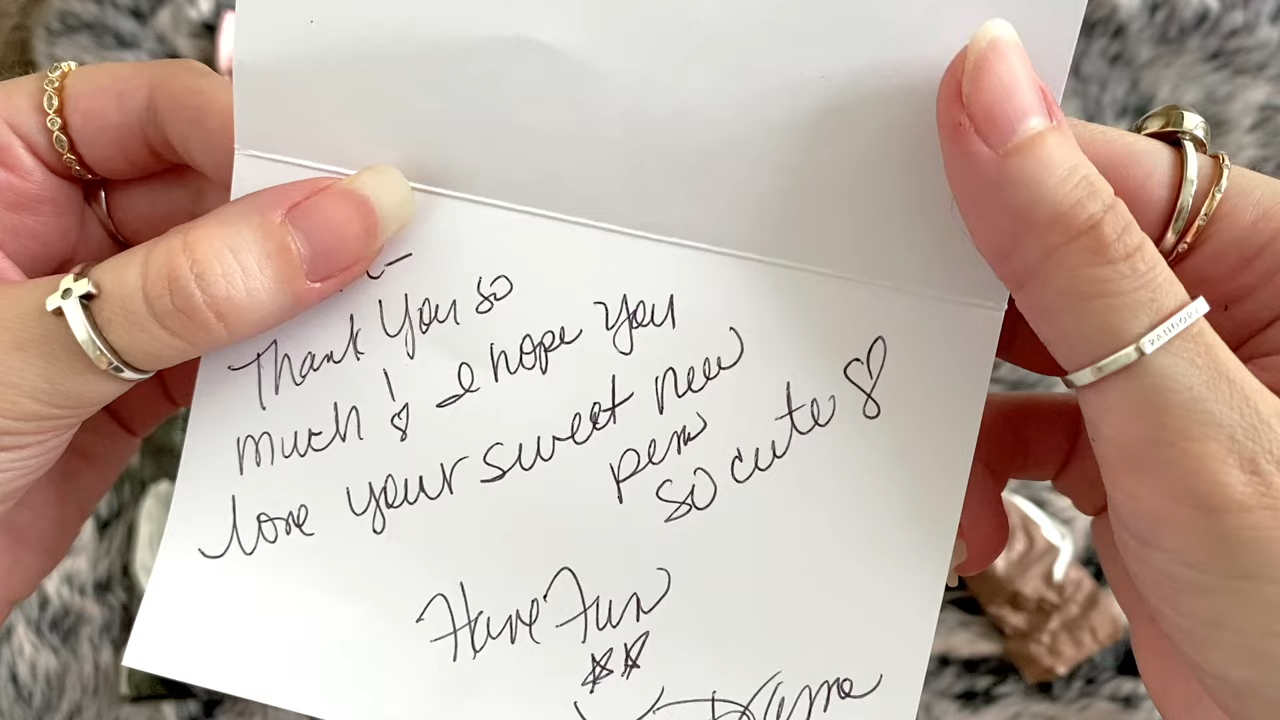 Thank You so
much! I hope You
love your sweet new
pen
so cute
Have Fun